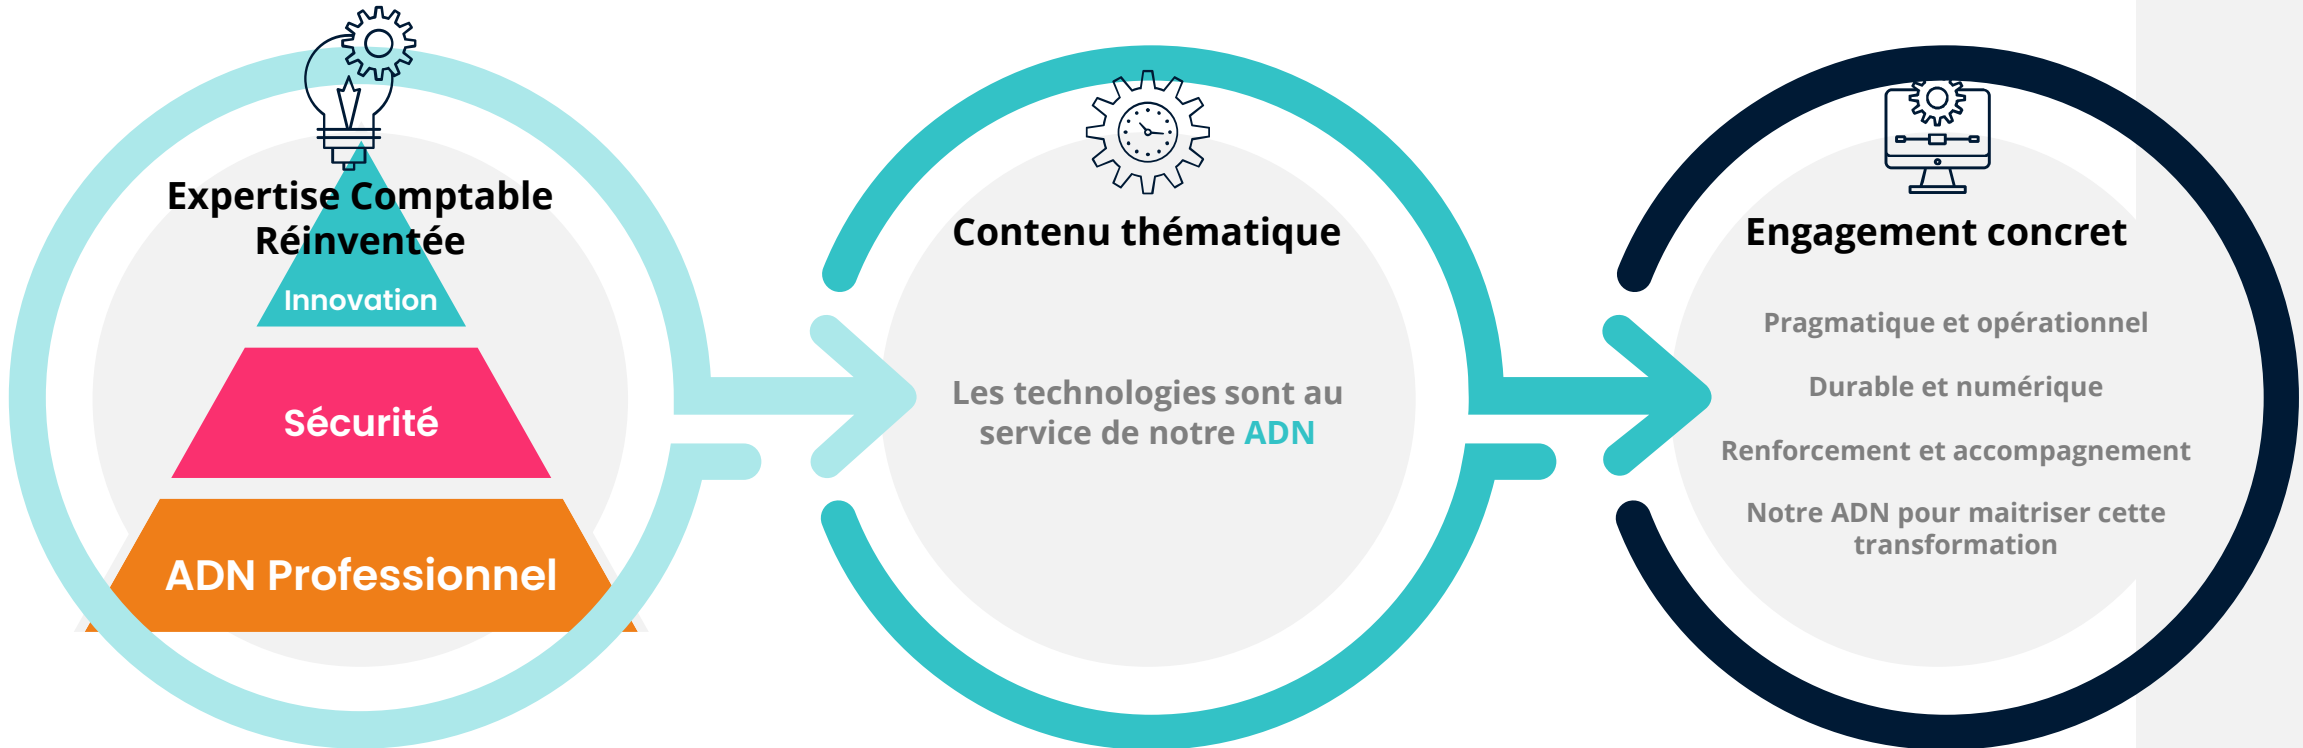 Expertise Comptable
Réinventée
Innovation
Sécurité
ADN Professionnel
Contenu thématique
Les technologies sont au
service de notre ADN
Engagement concret
Pragmatique et opérationnel
Durable et numérique
Renforcement et accompagnement
Notre ADN pour maitriser cette
transformation